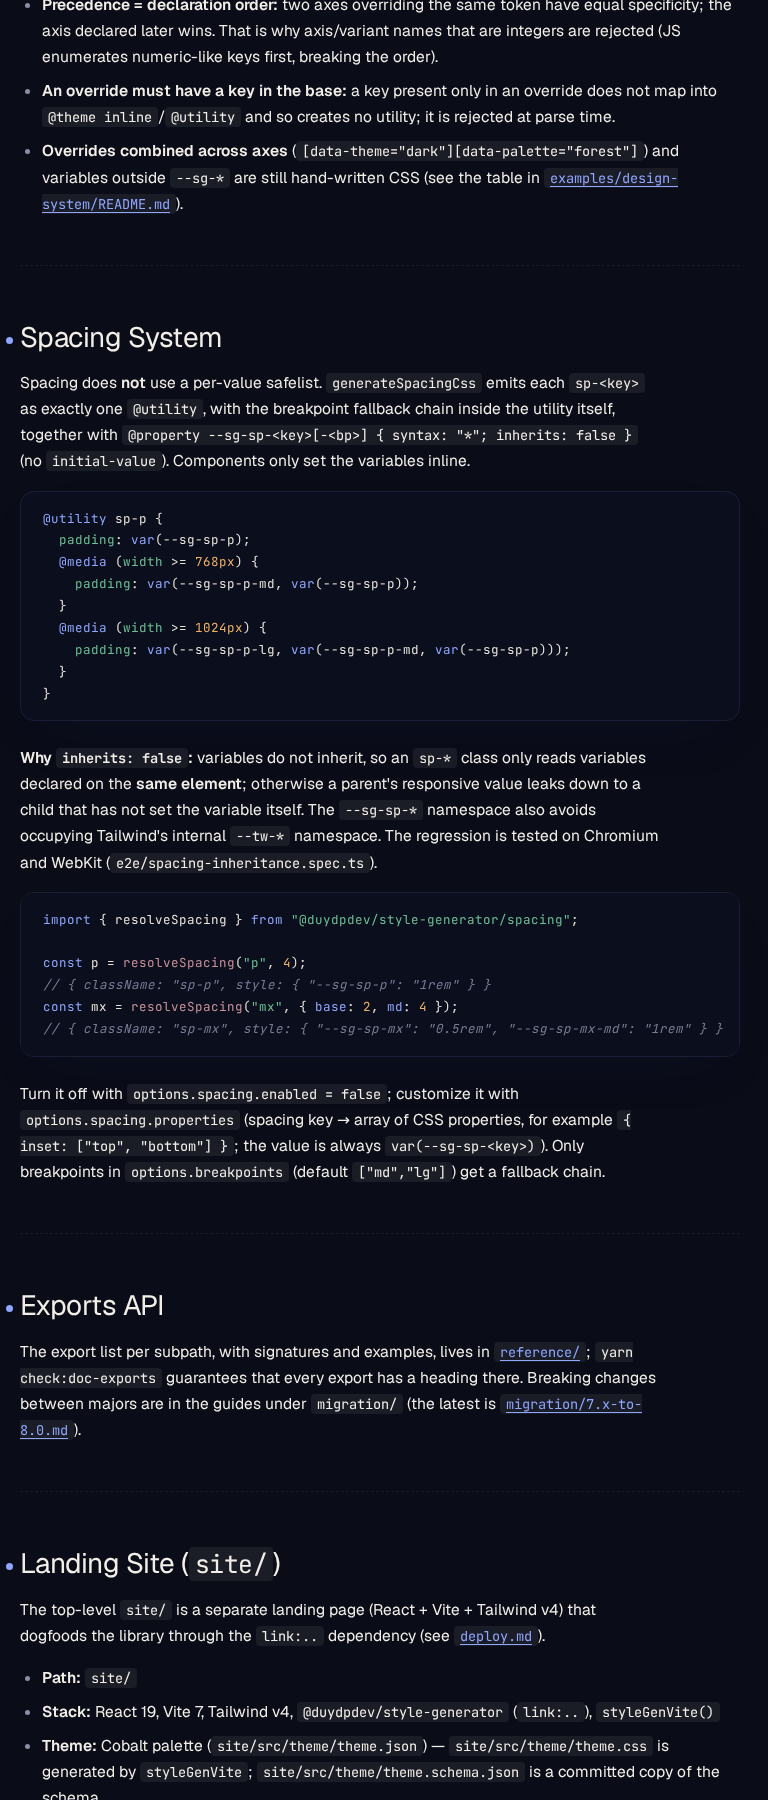 Precedence = declaration order: two axes overriding the same token have equal specificity; the
axis declared later wins. That is why axis/variant names that are integers are rejected (JS
enumerates numeric-like keys first, breaking the order).
An override must have a key in the base: a key present only in an override does not map into
@theme inline / @utility and so creates no utility; it is rejected at parse time.
Overrides combined across axes ( [data-theme="dark"][data-palette="forest"] ) and
variables outside --sg-* are still hand-written CSS (see the table in examples/design-
system/README.md ).
Spacing System
Spacing does not use a per-value safelist. generateSpacingCss emits each sp-<key>
as exactly one @utility , with the breakpoint fallback chain inside the utility itself,
together with @property --sg-sp-<key>[-<bp>] { syntax: "*"; inherits: false }
(no initial-value ). Components only set the variables inline.
@utility sp-p {
  padding: var(--sg-sp-p);
  @media (width >= 768px) {
    padding: var(--sg-sp-p-md, var(--sg-sp-p));
  }
  @media (width >= 1024px) {
    padding: var(--sg-sp-p-lg, var(--sg-sp-p-md, var(--sg-sp-p)));
  }
}
Why inherits: false : variables do not inherit, so an sp-* class only reads variables
declared on the same element; otherwise a parent's responsive value leaks down to a
child that has not set the variable itself. The --sg-sp-* namespace also avoids
occupying Tailwind's internal --tw-* namespace. The regression is tested on Chromium
and WebKit ( e2e/spacing-inheritance.spec.ts ).
import { resolveSpacing } from "@duydpdev/style-generator/spacing";
const p = resolveSpacing("p", 4);
// { className: "sp-p", style: { "--sg-sp-p": "1rem" } }
const mx = resolveSpacing("mx", { base: 2, md: 4 });
// { className: "sp-mx", style: { "--sg-sp-mx": "0.5rem", "--sg-sp-mx-md": "1rem" } }
Turn it off with options.spacing.enabled = false ; customize it with
options.spacing.properties (spacing key → array of CSS properties, for example {
inset: ["top", "bottom"] } ; the value is always var(--sg-sp-<key>) ). Only
breakpoints in options.breakpoints (default ["md","lg"] ) get a fallback chain.
Exports API
The export list per subpath, with signatures and examples, lives in reference/ ; yarn
check:doc-exports guarantees that every export has a heading there. Breaking changes
between majors are in the guides under migration/ (the latest is migration/7.x-to-
8.0.md ).
Landing Site ( site/ )
The top-level site/ is a separate landing page (React + Vite + Tailwind v4) that
dogfoods the library through the link:.. dependency (see deploy.md ).
Path: site/
Stack: React 19, Vite 7, Tailwind v4, @duydpdev/style-generator ( link:.. ), styleGenVite()
Theme: Cobalt palette ( site/src/theme/theme.json ) — site/src/theme/theme.css is
generated by styleGenVite ; site/src/theme/theme.schema.json is a committed copy of the
schema.